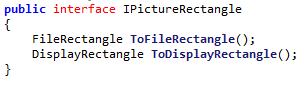 public interface IPictureRectangle
{
    FileRectangle ToFileRectangle();
    DisplayRectangle ToDisplayRectangle();
}